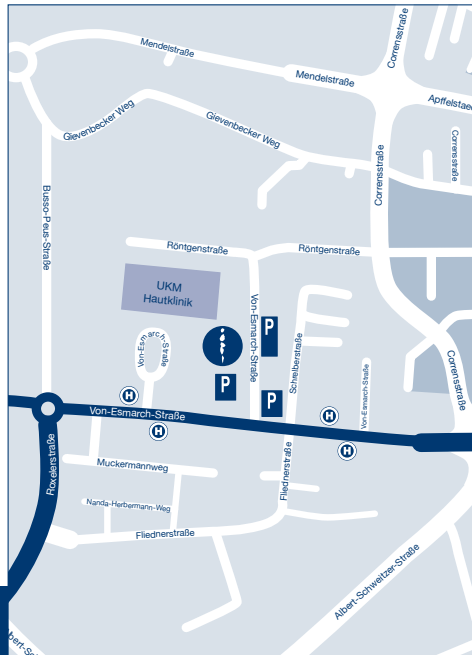 Mendelstraße
Mendelstraße
Corrensstraße
Apffelstaed
Gievenbecker Weg
Gievenbecker Weg
Corrensstraße
Corrensstraße
Busso-Peus-Straße
Röntgenstraße
Röntgenstraße
UKM
Hautklinik
Von-Esmarch-Straße
Von-Esmarch-Straße
P
Schreiberstraße
Von-Esmarch-Straße
Corrensstraße
P
P
H
H
Von-Esmarch-Straße
H
H
Roxelerstraße
Muckermannweg
Fliednerstraße
Nanda-Herbermann-Weg
Fliednerstraße
Albert-Schweitzer-Straße